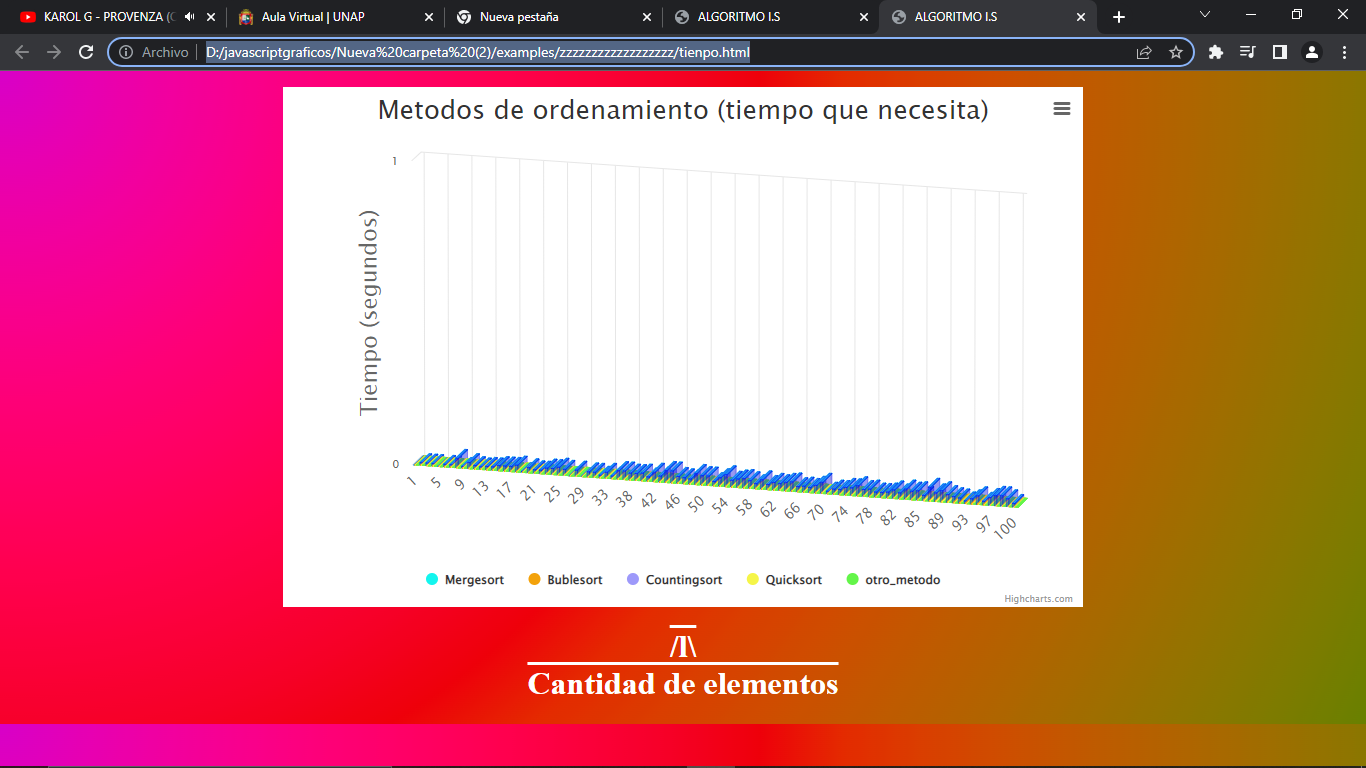 KAROL G - PROVENZA (
Aula Virtual | UNAP
Nueva pestaña
ALGORITMO I.S
ALGORITMO I.S
Archivo
D:/javascriptgraficos/Nueva%20carpeta%20(2)/examples/zzzzzzzzzzzzzzzzzz/tienpo.html
Metodos de ordenamiento (tiempo que necesita)
Tiempo (segundos)
1
0
1 5 9 13 17 21 25 29 33 38 42 46 50 54 58 62 66 70 74 78 82 85 89 93 97 100
Mergesort Bublesort Countingsort Quicksort otro_metodo
Highcharts.com
/l\
Cantidad de elementos